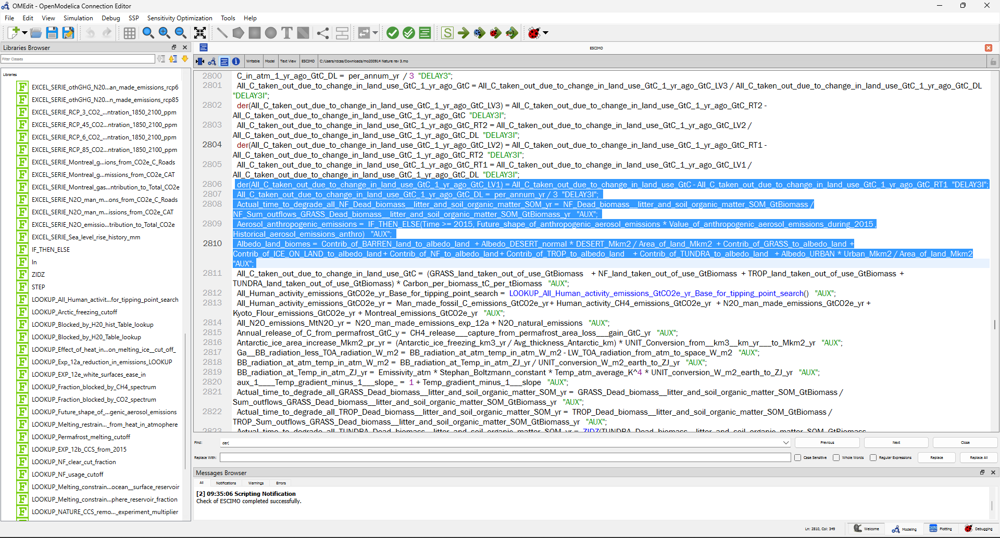 OMEdit - OpenModelica Connection Editor
File Edit View Simulation Debug SSP Sensitivity Optimization Tools Help
Libraries Browser
Filter Classes
Libraries
EXCEL_SERIE_othGHG_N20...an_made_emissions_rcp6
EXCEL_SERIE_othGHG_N20...n_made_emissions_rcp85
EXCEL_SERIE_RCP_3_CO2_...ntration_1850_2100_ppm
EXCEL_SERIE_RCP_45_CO2...ntration_1850_2100_ppm
EXCEL_SERIE_RCP_6_CO2_...ntration_1850_2100_ppm
EXCEL_SERIE_RCP_85_CO2...ntration_1850_2100_ppm
EXCEL_SERIE_Montreal_g...ions_from_CO2e_C_Roads
EXCEL_SERIE_Montreal_g...missions_from_CO2e_CAT
EXCEL_SERIE_Montreal_gas...ntribution_to_Total_CO2e
EXCEL_SERIE_N2O_man_m...ons_from_CO2e_C_Roads
EXCEL_SERIE_N2O_man_m...issions_from_CO2e_CAT
EXCEL_SERIE_N2O_emissio...tribution_to_Total_CO2e
EXCEL_SERIE_Sea_level_rise_history_mm
IF_THEN_ELSE
ln
ZIDZ
STEP
LOOKUP_All_Human_activit...for_tipping_point_search
LOOKUP_Arctic_freezing_cutoff
LOOKUP_Blocked_by_H20_hist_Table_lookup
LOOKUP_Blocked_by_H20_Table_lookup
LOOKUP_Effect_of_heat_in...on_melting_ice__cut_off_
LOOKUP_Exp_12a_reduction_in_emissions_LOOKUP
LOOKUP_EXP_12e_white_surfaces_ease_in
LOOKUP_Fraction_blocked_by_CH4_spectrum
LOOKUP_Fraction_blocked_by_CO2_spectrum
LOOKUP_Future_shape_of_...genic_aerosol_emissions
LOOKUP_Melting_restrain..._from_heat_in_atmophere
LOOKUP_Permafrost_melting_cutoff
LOOKUP_EXP_12b_CCS_from_2015
LOOKUP_NF_clear_cut_fraction
LOOKUP_NF_usage_cutoff
LOOKUP_Melting_constrain...ocean__surface_reservoir
LOOKUP_Melting_constrain...phere_reservoir_fraction
LOOKUP_NATURE_CCS_remo..._experiment_multiplier
ESCIMO
Writable Model Text View ESCIMO C:/Users/rdcas/Downloads/mo200914 Nature rev 3.mo
2800 C_in_atm_1_yr_ago_GtC_DL = per_annum_yr / 3 "DELAY3";
2801 All_C_taken_out_due_to_change_in_land_use_GtC_1_yr_ago_GtC = All_C_taken_out_due_to_change_in_land_use_GtC_1_yr_ago_GtC_LV3 / All_C_taken_out_due_to_change_in_land_use_GtC_1_yr_ago_GtC_DL
"DELAY3I";
2802 der(All_C_taken_out_due_to_change_in_land_use_GtC_1_yr_ago_GtC_LV3) = All_C_taken_out_due_to_change_in_land_use_GtC_1_yr_ago_GtC_RT2 -
All_C_taken_out_due_to_change_in_land_use_GtC_1_yr_ago_GtC "DELAY3I";
2803 All_C_taken_out_due_to_change_in_land_use_GtC_1_yr_ago_GtC_RT2 = All_C_taken_out_due_to_change_in_land_use_GtC_1_yr_ago_GtC_LV2 /
All_C_taken_out_due_to_change_in_land_use_GtC_1_yr_ago_GtC_DL "DELAY3I";
2804 der(All_C_taken_out_due_to_change_in_land_use_GtC_1_yr_ago_GtC_LV2) = All_C_taken_out_due_to_change_in_land_use_GtC_1_yr_ago_GtC_RT1 -
All_C_taken_out_due_to_change_in_land_use_GtC_1_yr_ago_GtC_RT2 "DELAY3I";
2805 All_C_taken_out_due_to_change_in_land_use_GtC_1_yr_ago_GtC_RT1 = All_C_taken_out_due_to_change_in_land_use_GtC_1_yr_ago_GtC_LV1 /
All_C_taken_out_due_to_change_in_land_use_GtC_1_yr_ago_GtC_DL "DELAY3I";
2806 der(All_C_taken_out_due_to_change_in_land_use_GtC_1_yr_ago_GtC_LV1) = All_C_taken_out_due_to_change_in_land_use_GtC - All_C_taken_out_due_to_change_in_land_use_GtC_1_yr_ago_GtC_RT1 "DELAY3I";
2807 All_C_taken_out_due_to_change_in_land_use_GtC_1_yr_ago_GtC_DL = per_annum_yr / 3 "DELAY3I";
2808 Actual_time_to_degrade_all_NF_Dead_biomass__litter_and_soil_organic_matter_SOM_yr = NF_Dead_biomass__litter_and_soil_organic_matter_SOM_GtBiomass /
NF_Sum_outflows_GRASS_Dead_biomass__litter_and_soil_organic_matter_SOM_GtBiomass_yr "AUX";
2809 Aerosol_anthropogenic_emissions = IF_THEN_ELSE(Time >= 2015, Future_shape_of_anthropogenic_aerosol_emissions * Value_of_anthropogenic_aerosol_emissions_during_2015 ,
Historical_aerosol_emissions_anthro) "AUX";
2810 Albedo_land_biomes = Contrib_of_BARREN_land_to_albedo_land + Albedo_DESERT_normal * DESERT_Mkm2 / Area_of_land_Mkm2 + Contrib_of_GRASS_to_albedo_land +
Contrib_of_ICE_ON_LAND_to_albedo_land + Contrib_of_NF_to_albedo_land + Contrib_of_TROP_to_albedo_land + Contrib_of_TUNDRA_to_albedo_land + Albedo_URBAN * Urban_Mkm2 / Area_of_land_Mkm2
"AUX";
2811 All_C_taken_out_due_to_change_in_land_use_GtC = (GRASS_land_taken_out_of_use_GtBiomass + NF_land_taken_out_of_use_GtBiomass + TROP_land_taken_out_of_use_GtBiomass +
TUNDRA_land_taken_out_of_use_GtBiomass) * Carbon_per_biomass_tC_per_tBiomass "AUX";
2812 All_Human_activity_emissions_GtCO2e_yr_Base_for_tipping_point_search = LOOKUP_All_Human_activity_emissions_GtCO2e_yr_Base_for_tipping_point_search() "AUX";
2813 All_Human_activity_emissions_GtCO2e_yr = Man_made_fossil_C_emissions_GtCO2e_yr + Human_activity_CH4_emissions_GtCO2e_yr + N2O_man_made_emissions_GtCO2e_yr +
Kyoto_Flour_emissions_GtCO2e_yr + Montreal_emissions_GtCO2e_yr "AUX";
2814 All_N2O_emissions_MtN2O_yr = N2O_man_made_emissions_exp_12a + N2O_natural_emissions "AUX";
2815 Annual_release_of_C_from_permafrost_GtC_y = CH4_release___capture_from_permafrost_area_loss___gain_GtC_yr "AUX";
2816 Antarctic_ice_area_increase_Mkm2_pr_yr = (Antarctic_ice_freezing_km3_yr / Avg_thickness_Antarctic_km) * UNIT_Conversion_from__km3__km_yr___to_Mkm2_yr "AUX";
2817 Ga__BB_radiation_less_TOA_radiation_W_m2 = BB_radiation_at_atm_temp_in_atm_W_m2 - LW_TOA_radiation_from_atm_to_space_W_m2 "AUX";
2818 BB_radiation_at_atm_temp_in_atm_W_m2 = BB_radiation_at_Temp_in_atm_ZJ_yr / UNIT_conversion_W_m2_earth_to_ZJ_yr "AUX";
2819 BB_radiation_at_Temp_in_atm_ZJ_yr = Emissivity_atm * Stephan_Boltzmann_constant * Temp_atm_average_K^4 * UNIT_conversion_W_m2_earth_to_ZJ_yr "AUX";
2820 aux_1____Temp_gradient_minus_1___slope_ = 1 + Temp_gradient_minus_1___slope "AUX";
2821 Actual_time_to_degrade_all_GRASS_Dead_biomass__litter_and_soil_organic_matter_SOM_yr = GRASS_Dead_biomass__litter_and_soil_organic_matter_SOM_GtBiomass /
Sum_outflows_GRASS_Dead_biomass__litter_and_soil_organic_matter_SOM_GtBiomass_yr "AUX";
2822 Actual_time_to_degrade_all_TROP_Dead_biomass__litter_and_soil_organic_matter_SOM_yr = TROP_Dead_biomass__litter_and_soil_organic_matter_SOM_GtBiomass /
TROP_Sum_outflows_GRASS_Dead_biomass__litter_and_soil_organic_matter_SOM_GtBiomass_yr "AUX";
2823 Actual_time_to_degrade_all_TUNDRA_Dead_biomass__litter_and_soil_organic_matter_SOM_yr = ZIDZ(TUNDRA_Dead_biomass__litter_and_soil_organic_matter_SOM_GtBiomass
Find: der( Previous Next Close
Replace With: Case Sensitive Whole Words Regular Expressions Replace Replace All
Messages Browser
All Notifications Warnings Errors
[2] 09:35:06 Scripting Notification
Check of ESCIMO completed successfully.
Ln: 2810, Col: 349 Welcome Modeling Plotting Debugging